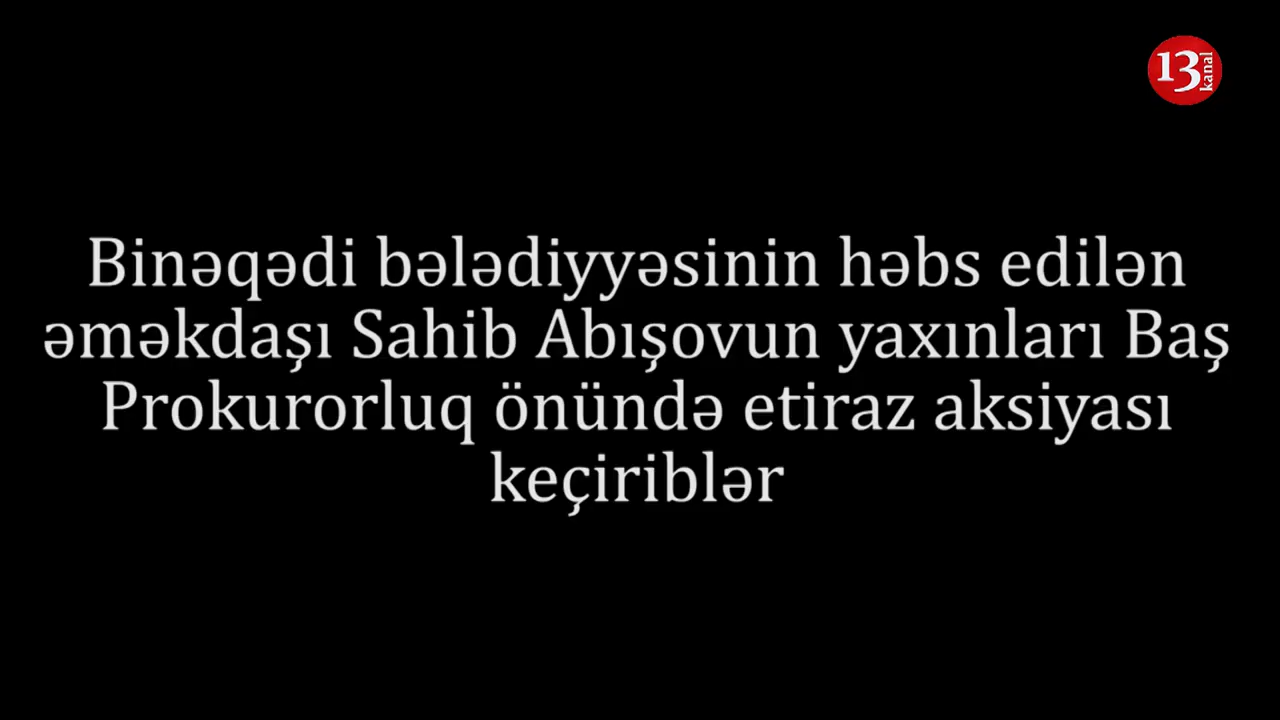 13 kanal
Binəqədi bələdiyyəsinin həbs edilən
əməkdaşı Sahib Abışovun yaxınları Baş
Prokurorluq önündə etiraz aksiyası
keçiriblər